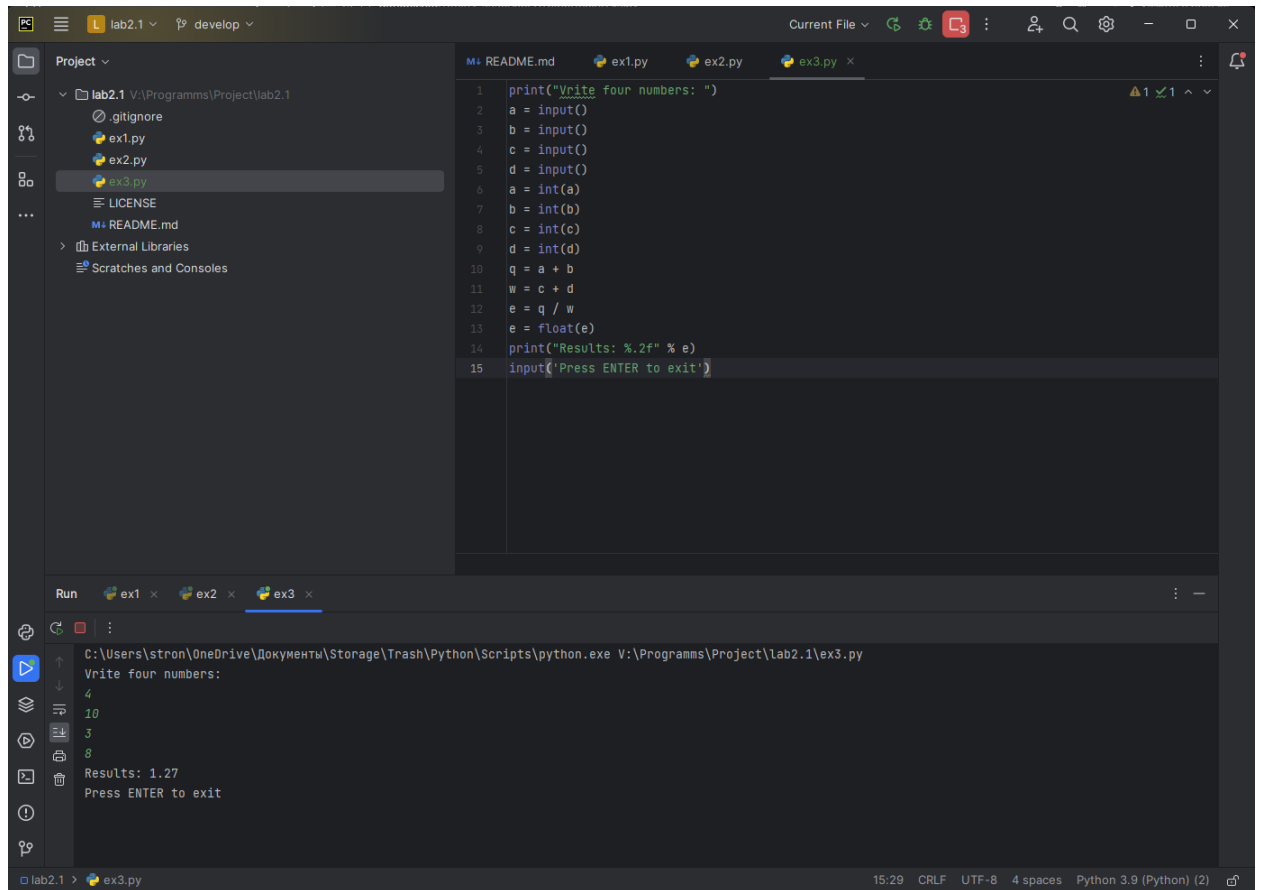 PC L lab2.1 develop Current File 3
Project
README.md ex1.py ex2.py ex3.py
lab2.1 V:\Programms\Project\lab2.1
.gitignore
ex1.py
ex2.py
ex3.py
LICENSE
README.md
External Libraries
Scratches and Consoles
1 print("Vrite four numbers: ")
2 a = input()
3 b = input()
4 c = input()
5 d = input()
6 a = int(a)
7 b = int(b)
8 c = int(c)
9 d = int(d)
10 q = a + b
11 w = c + d
12 e = q / w
13 e = float(e)
14 print("Results: %.2f" % e)
15 input('Press ENTER to exit')
1 1
Run ex1 ex2 ex3
C:\Users\stron\OneDrive\Документы\Storage\Trash\Python\Scripts\python.exe V:\Programms\Project\lab2.1\ex3.py
Vrite four numbers:
4
10
3
8
Results: 1.27
Press ENTER to exit
lab2.1 > ex3.py 15:29 CRLF UTF-8 4 spaces Python 3.9 (Python) (2)